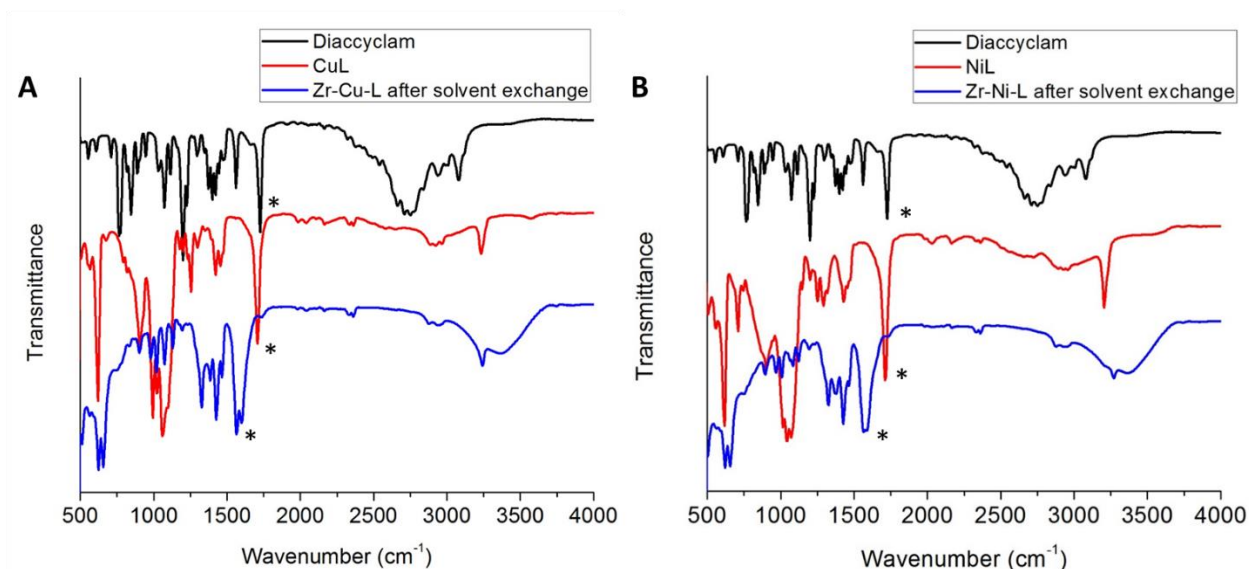 A
Diaccyclam
CuL
Zr-Cu-L after solvent exchange
Transmittance
*
*
*
500 1000 1500 2000 2500 3000 3500 4000
Wavenumber (cm⁻¹)
B
Diaccyclam
NiL
Zr-Ni-L after solvent exchange
Transmittance
*
*
*
500 1000 1500 2000 2500 3000 3500 4000
Wavenumber (cm⁻¹)